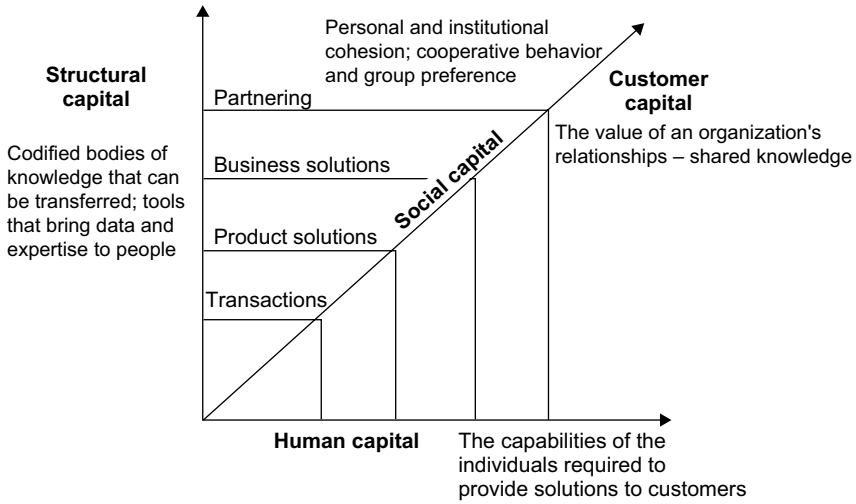 Structural
capital
Codified bodies of
knowledge that can
be transferred; tools
that bring data and
expertise to people
Personal and institutional
cohesion; cooperative behavior
and group preference
Partnering
Business solutions
Product solutions
Transactions
Social capital
Customer
capital
The value of an organization's
relationships – shared knowledge
Human capital
The capabilities of the
individuals required to
provide solutions to customers